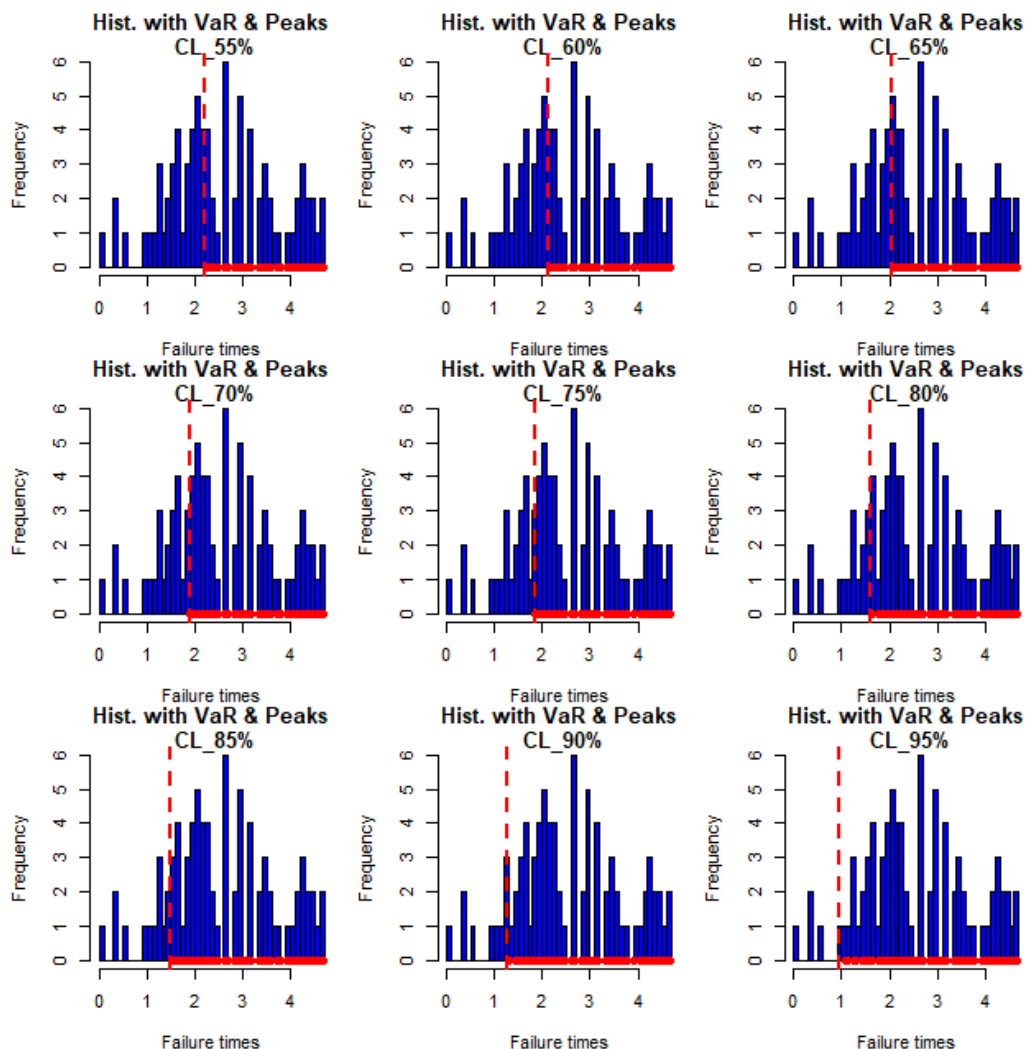 Hist. with VaR & Peaks
CL_55%
Frequency
0 1 2 3 4 5 6
0 1 2 3 4
Failure times
Hist. with VaR & Peaks
CL_60%
Frequency
0 1 2 3 4 5 6
0 1 2 3 4
Failure times
Hist. with VaR & Peaks
CL_65%
Frequency
0 1 2 3 4 5 6
0 1 2 3 4
Failure times
Hist. with VaR & Peaks
CL_70%
Frequency
0 1 2 3 4 5 6
0 1 2 3 4
Failure times
Hist. with VaR & Peaks
CL_75%
Frequency
0 1 2 3 4 5 6
0 1 2 3 4
Failure times
Hist. with VaR & Peaks
CL_80%
Frequency
0 1 2 3 4 5 6
0 1 2 3 4
Failure times
Hist. with VaR & Peaks
CL_85%
Frequency
0 1 2 3 4 5 6
0 1 2 3 4
Failure times
Hist. with VaR & Peaks
CL_90%
Frequency
0 1 2 3 4 5 6
0 1 2 3 4
Failure times
Hist. with VaR & Peaks
CL_95%
Frequency
0 1 2 3 4 5 6
0 1 2 3 4
Failure times